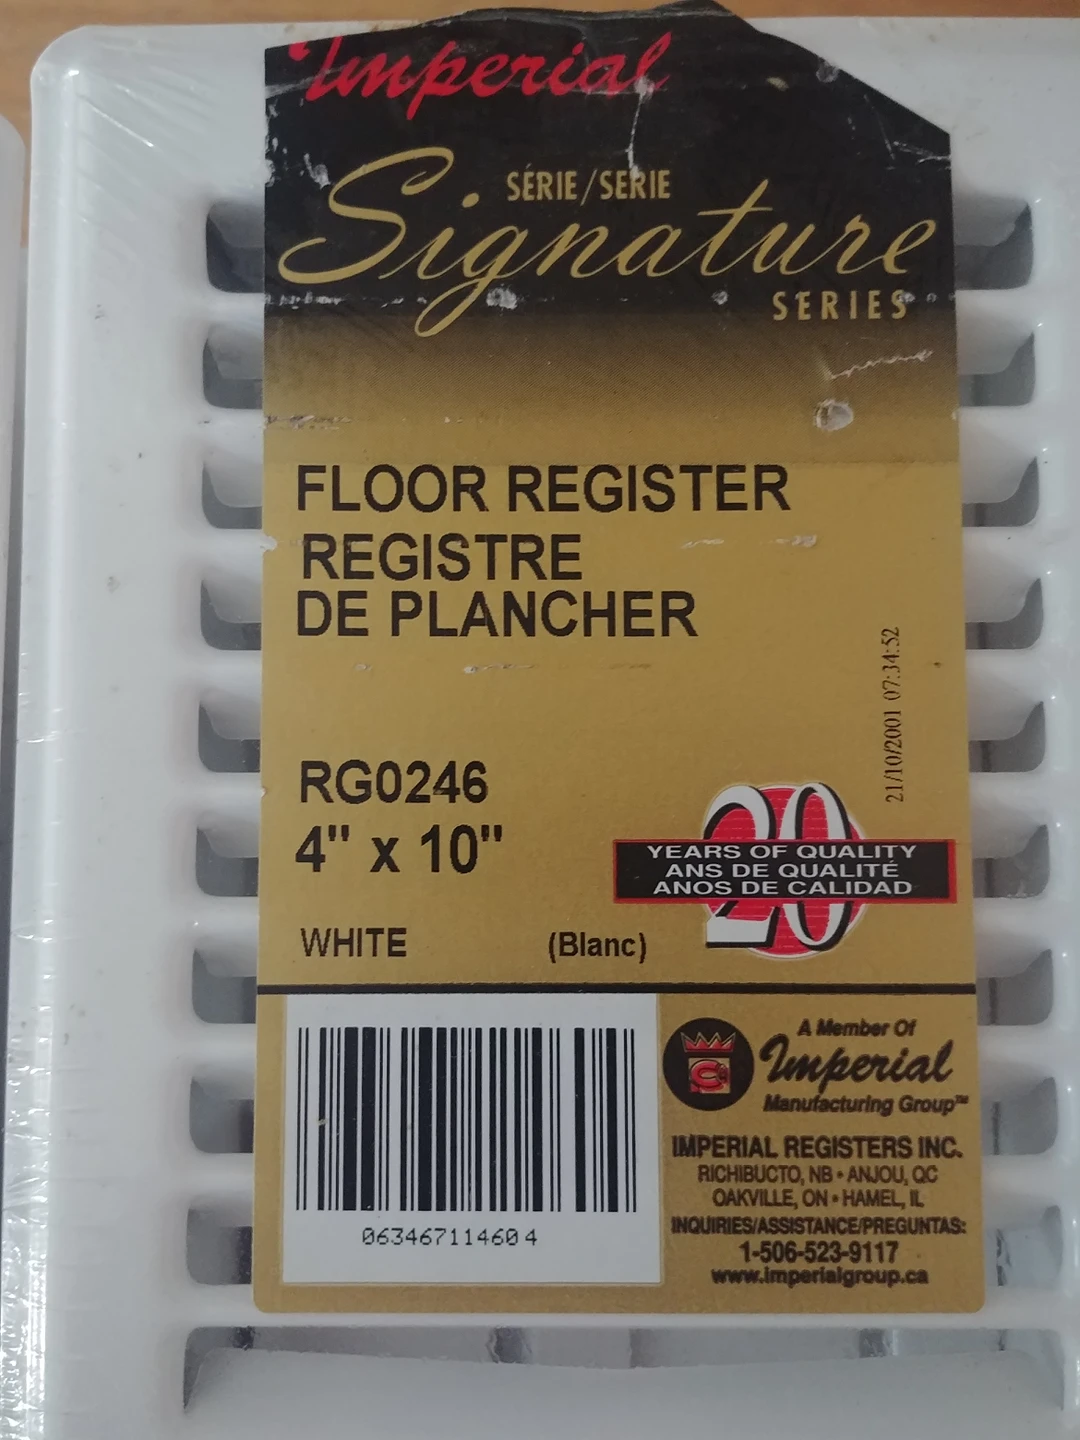 Imperial
SÉRIE/SERIE
Signature
SERIES
FLOOR REGISTER
REGISTRE
DE PLANCHER
21/10/2001 07:34:52
RG0246
4" x 10"
20
YEARS OF QUALITY
ANS DE QUALITÉ
ANOS DE CALIDAD
WHITE (Blanc)
063467114604
A Member Of
Imperial
Manufacturing Group™
IMPERIAL REGISTERS INC.
RICHIBUCTO, NB • ANJOU, QC
OAKVILLE, ON • HAMEL, IL
INQUIRIES/ASSISTANCE/PREGUNTAS:
1-506-523-9117
www.imperialgroup.ca